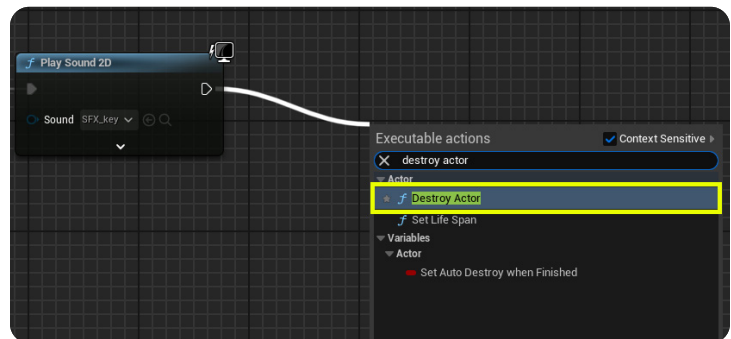 Play Sound 2D
Sound SFX_key
Executable actions
Context Sensitive
destroy actor
Actor
Destroy Actor
Set Life Span
Variables
Actor
Set Auto Destroy when Finished